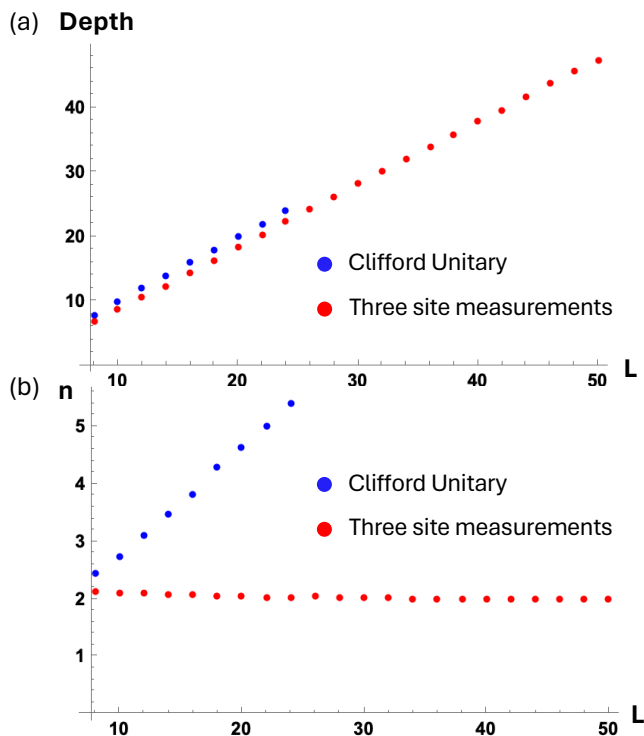 (a) Depth
40
30
20
10
Clifford Unitary
Three site measurements
10 20 30 40 50 L
(b) n
5
4
3
2
1
Clifford Unitary
Three site measurements
10 20 30 40 50 L